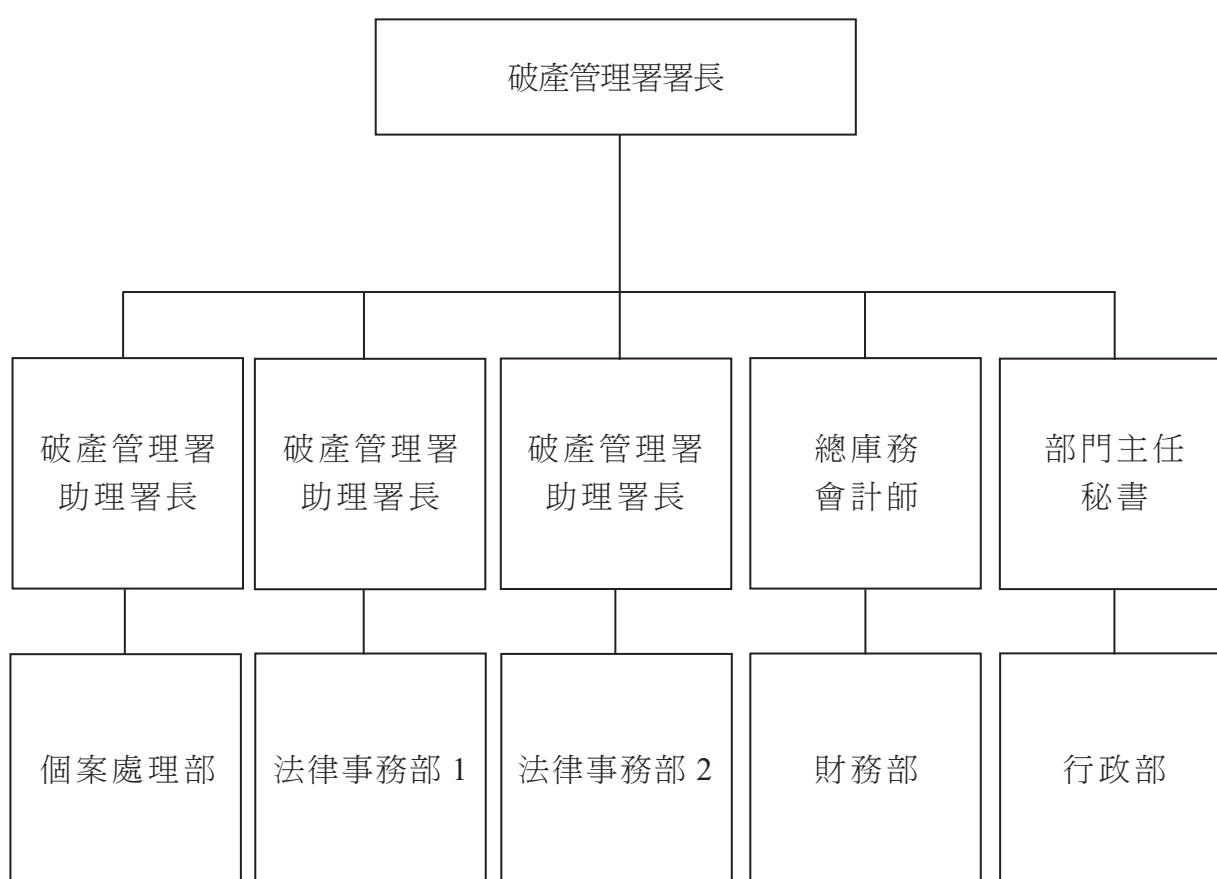 破產管理署署長
破產管理署
助理署長
破產管理署
助理署長
破產管理署
助理署長
總庫務
會計師
部門主任
秘書
個案處理部
法律事務部 1
法律事務部 2
財務部
行政部